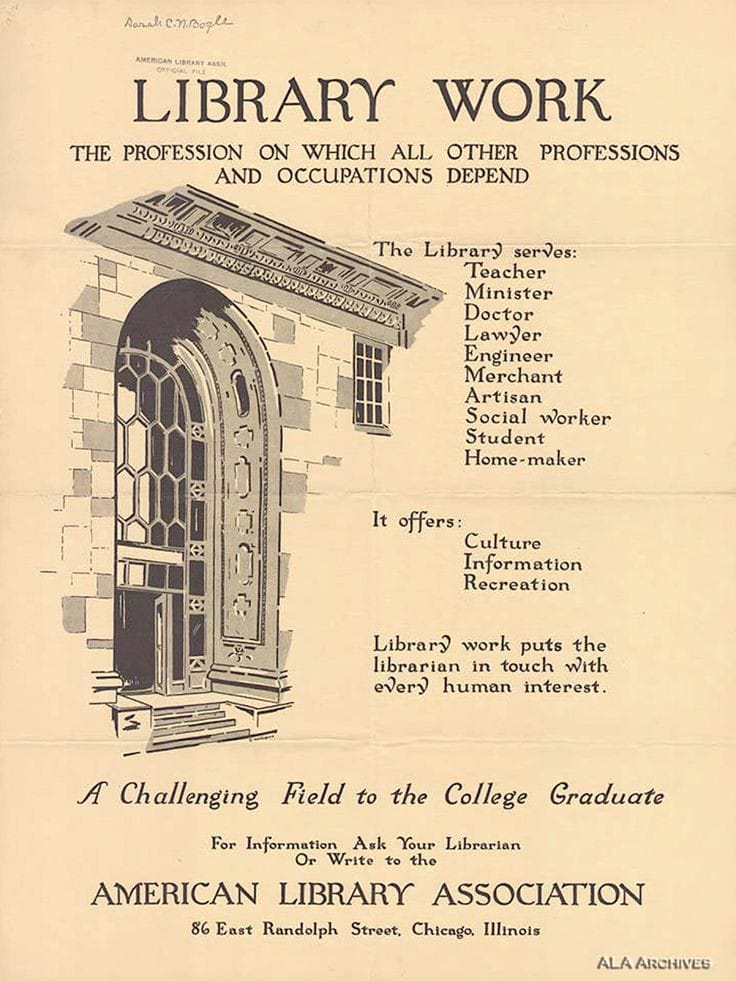 Sarah C. N. Bogle
AMERICAN LIBRARY ASSN.
OFFICIAL FILE
LIBRARY WORK
THE PROFESSION ON WHICH ALL OTHER PROFESSIONS
AND OCCUPATIONS DEPEND
The Library serves:
Teacher
Minister
Doctor
Lawyer
Engineer
Merchant
Artisan
Social worker
Student
Home-maker
It offers:
Culture
Information
Recreation
Library work puts the
librarian in touch with
every human interest.
A Challenging Field to the College Graduate
For Information Ask Your Librarian
Or Write to the
AMERICAN LIBRARY ASSOCIATION
86 East Randolph Street, Chicago, Illinois
ALA ARCHIVES